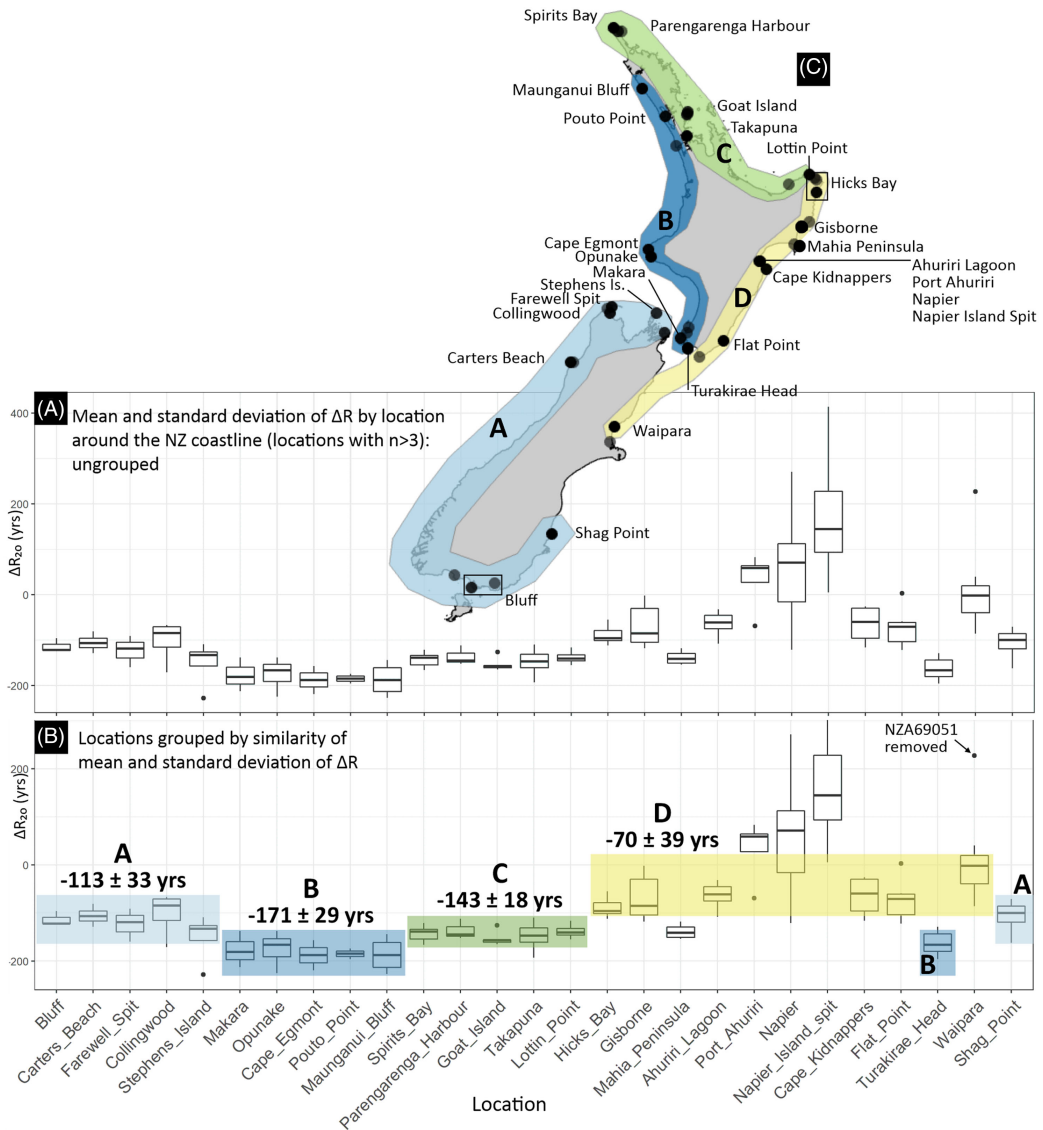 Spirits Bay
Parengarenga Harbour
(C)
Maunganui Bluff
Goat Island
Pouto Point
Takapuna
Lottin Point
C
Hicks Bay
B
Gisborne
Cape Egmont
Mahia Peninsula
Opunake
Makara
Ahuriri Lagoon
Cape Kidnappers
Port Ahuriri
Stephens Is.
D
Napier
Farewell Spit
Napier Island Spit
Collingwood
Flat Point
Carters Beach
Turakirae Head
(A)
Mean and standard deviation of ΔR by location
around the NZ coastline (locations with n>3):
ungrouped
A
Waipara
Shag Point
Bluff
400
200
0
-200
ΔR₂₀ (yrs)
(B)
Locations grouped by similarity of
mean and standard deviation of ΔR
NZA69051
removed
200
0
-200
ΔR₂₀ (yrs)
A
-113 ± 33 yrs
B
-171 ± 29 yrs
C
-143 ± 18 yrs
D
-70 ± 39 yrs
B
A
Bluff
Carters_Beach
Farewell_Spit
Collingwood
Stephens_Island
Makara
Opunake
Cape_Egmont
Pouto_Point
Maunganui_Bluff
Spirits_Bay
Parengarenga_Harbour
Goat_Island
Takapuna
Lottin_Point
Hicks_Bay
Gisborne
Mahia_Peninsula
Ahuriri_Lagoon
Port_Ahuriri
Napier
Napier_Island_spit
Cape_Kidnappers
Flat_Point
Turakirae_Head
Waipara
Shag_Point
Location